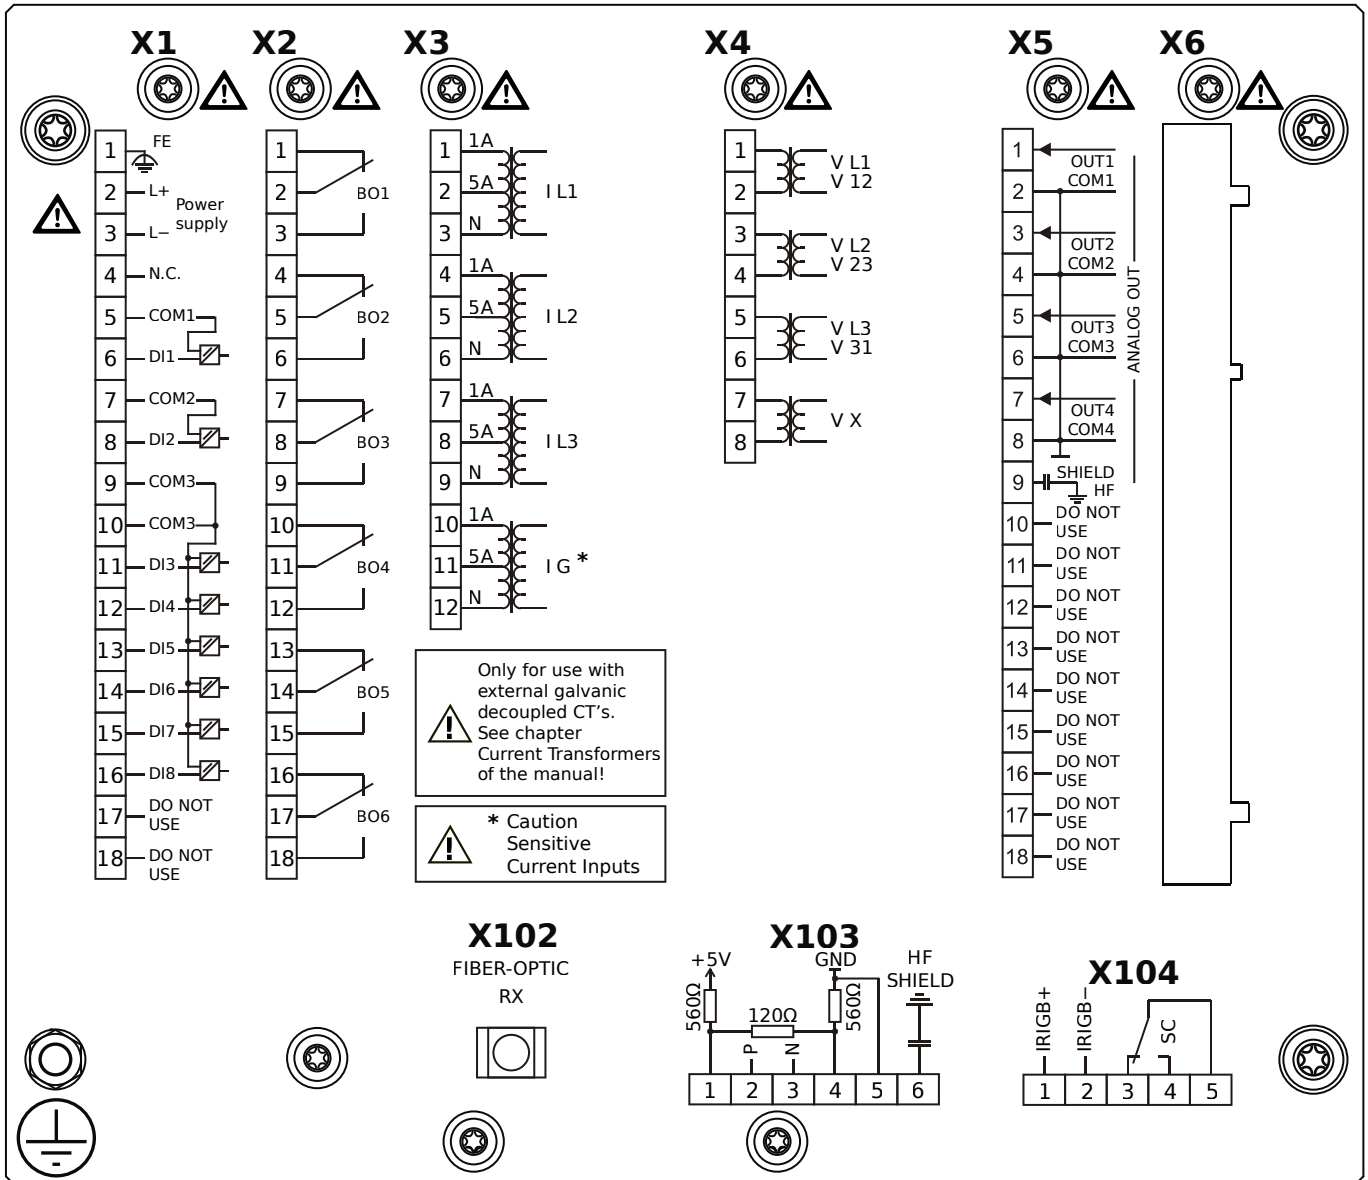 X1 X2 X3 X4 X5 X6
1 FE
2 L+
Power
supply
3 L−
4 N.C.
5 COM1
6 DI1
7 COM2
8 DI2
9 COM3
10 COM3
11 DI3
12 DI4
13 DI5
14 DI6
15 DI7
16 DI8
17 DO NOT
USE
18 DO NOT
USE
1
2 BO1
3
4
5 BO2
6
7
8 BO3
9
10
11 BO4
12
13
14 BO5
15
16
17 BO6
18
1 1A
2 5A I L1
3 N
4 1A
5 5A I L2
6 N
7 1A
8 5A I L3
9 N
10 1A
11 5A I G *
12 N
Only for use with
external galvanic
decoupled CT's.
See chapter
Current Transformers
of the manual!
* Caution
Sensitive
Current Inputs
1 V L1
2 V 12
3 V L2
4 V 23
5 V L3
6 V 31
7 V X
8
1 OUT1
2 COM1
3 OUT2
4 COM2
5 OUT3
6 COM3
7 OUT4
8 COM4
ANALOG OUT
9 SHIELD
HF
10 DO NOT
USE
11 DO NOT
USE
12 DO NOT
USE
13 DO NOT
USE
14 DO NOT
USE
15 DO NOT
USE
16 DO NOT
USE
17 DO NOT
USE
18 DO NOT
USE
X102
FIBER-OPTIC
RX
X103
+5V GND HF
SHIELD
560Ω 120Ω 560Ω
P N
1 2 3 4 5 6
X104
IRIGB+ IRIGB− SC
1 2 3 4 5